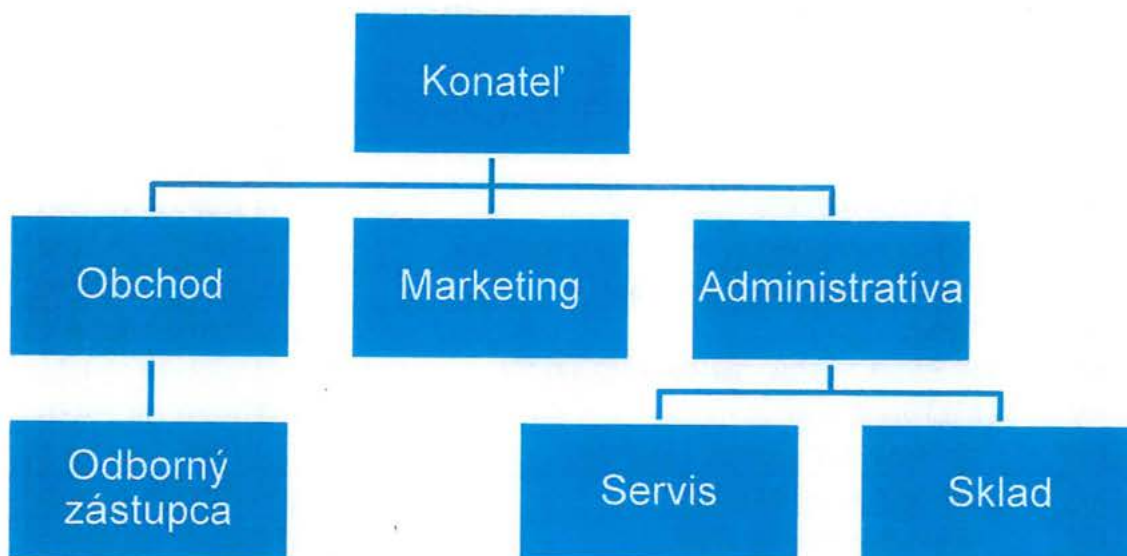 Konateľ
Obchod
Marketing
Administratíva
Odborný
zástupca
Servis
Sklad